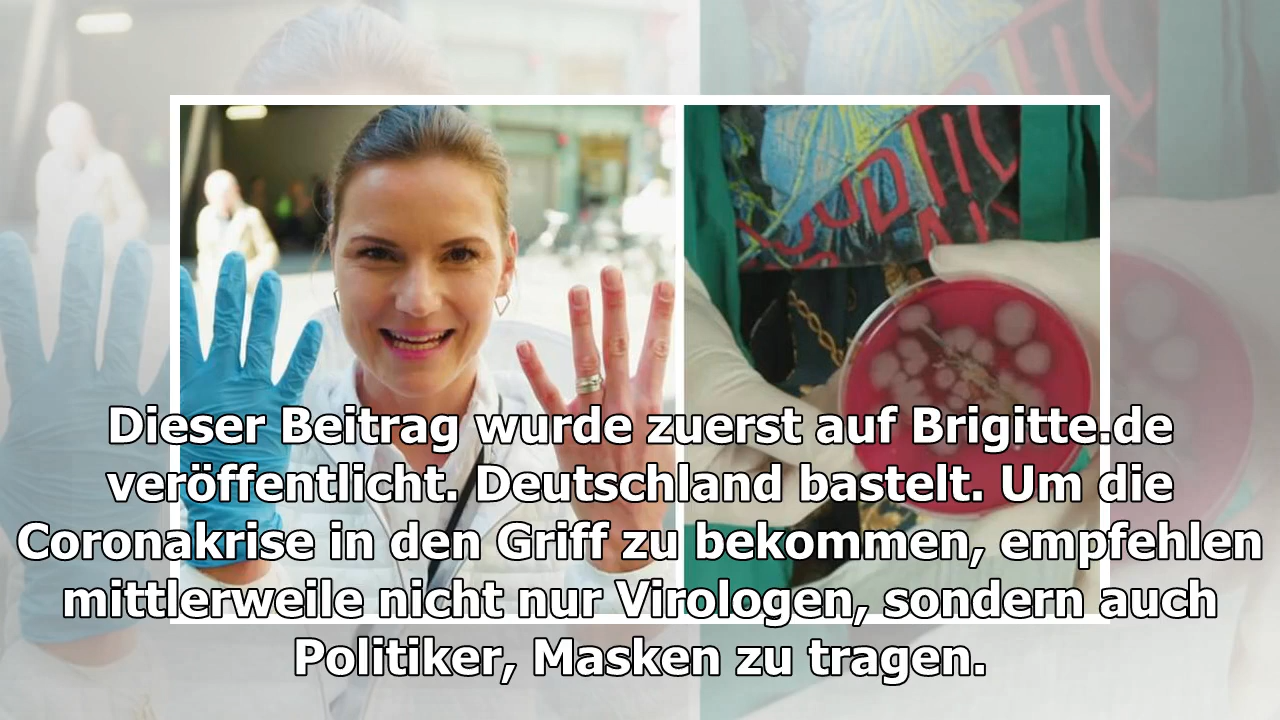 Dieser Beitrag wurde zuerst auf Brigitte.de
veröffentlicht. Deutschland bastelt. Um die
Coronakrise in den Griff zu bekommen, empfehlen
mittlerweile nicht nur Virologen, sondern auch
Politiker, Masken zu tragen.